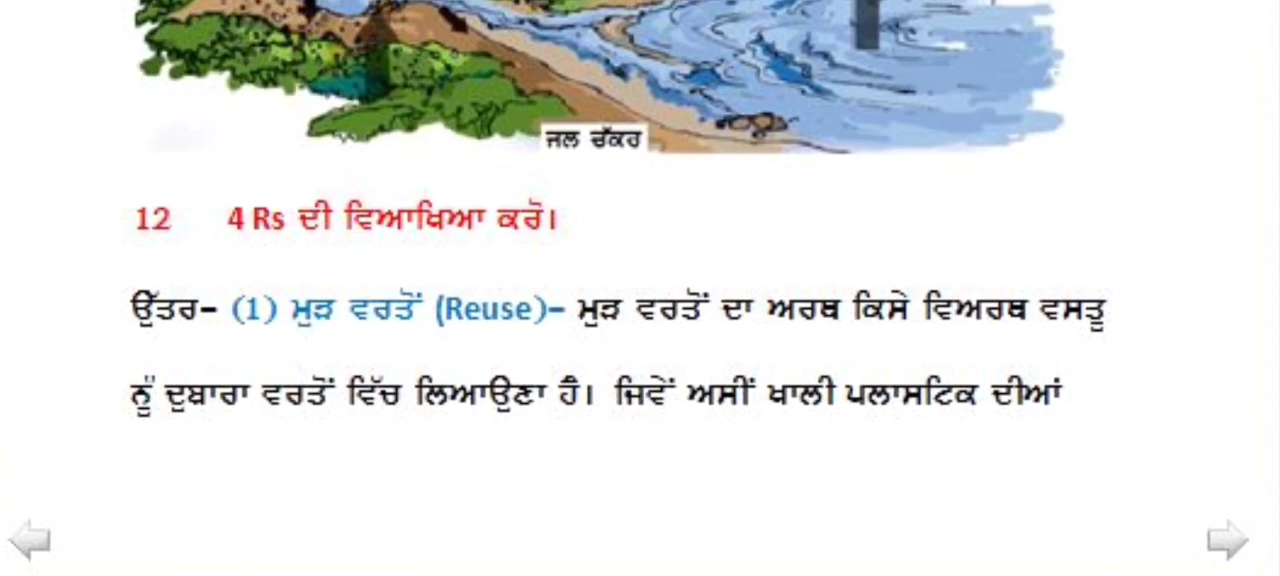 ਜਲ ਚੱਕਰ
12 4 Rs ਦੀ ਵਿਆਖਿਆ ਕਰੋ।
ਉੱਤਰ– (1) ਮੁੜ ਵਰਤੋਂ (Reuse)– ਮੁੜ ਵਰਤੋਂ ਦਾ ਅਰਥ ਕਿਸੇ ਵਿਅਰਥ ਵਸਤੂ
ਨੂੰ ਦੁਬਾਰਾ ਵਰਤੋਂ ਵਿੱਚ ਲਿਆਉਣਾ ਹੈ। ਜਿਵੇਂ ਅਸੀਂ ਖਾਲੀ ਪਲਾਸਟਿਕ ਦੀਆਂ